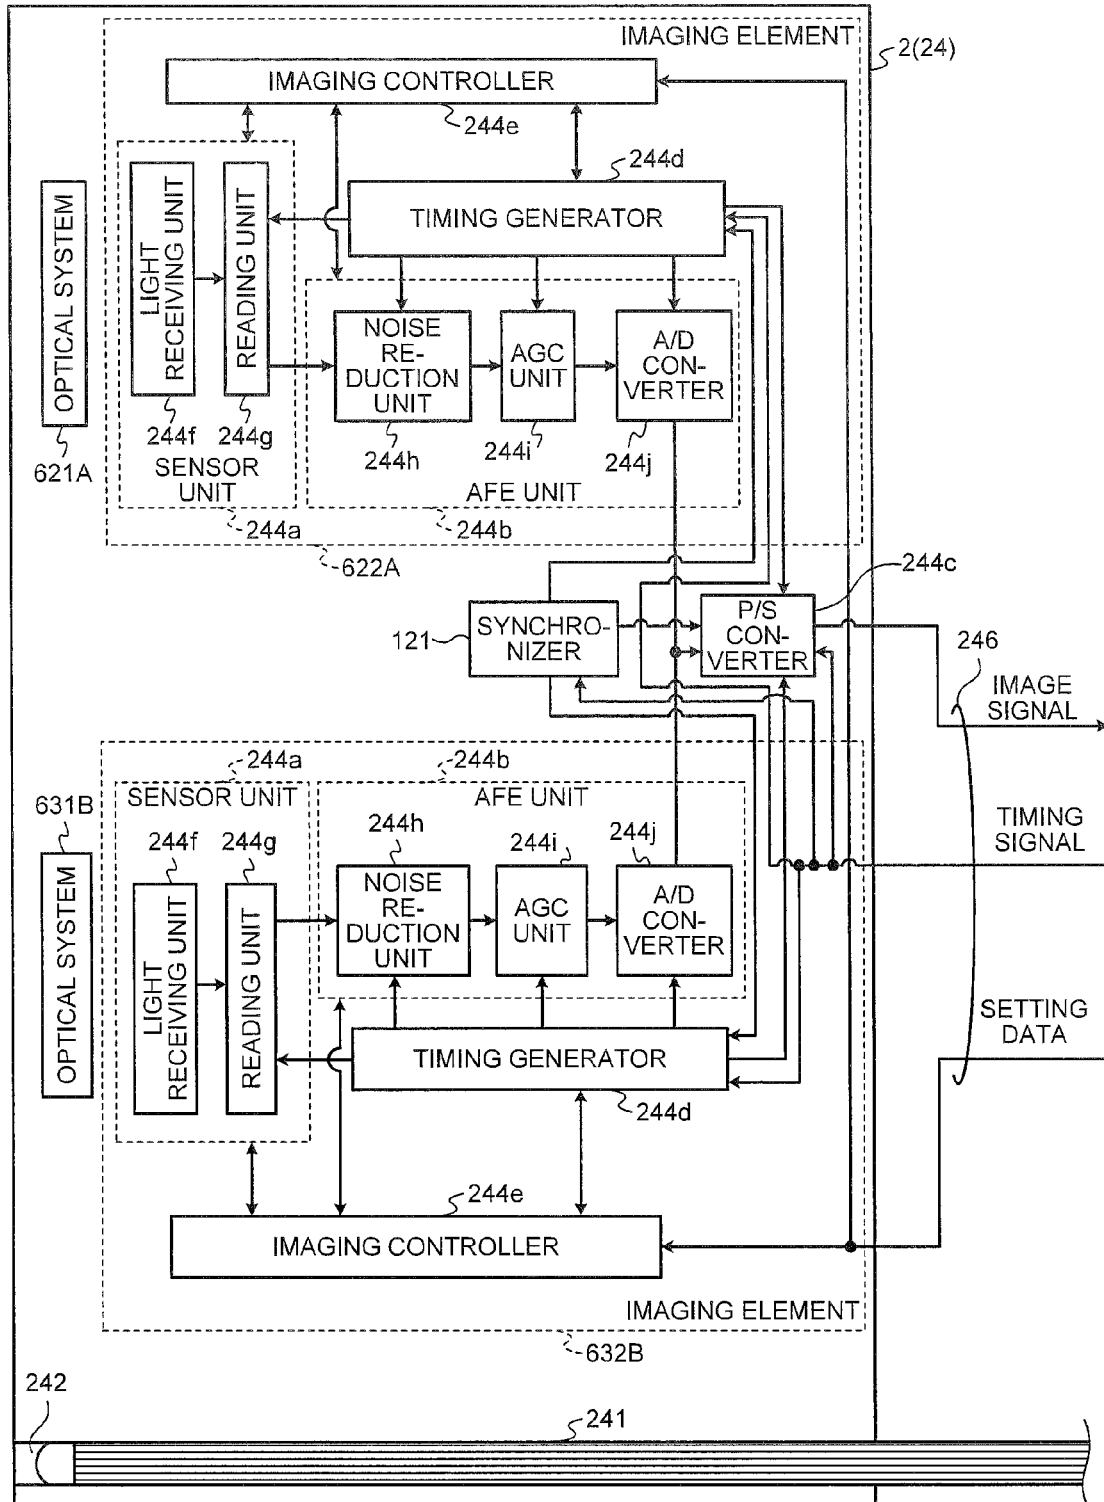 IMAGING ELEMENT
2(24)
IMAGING CONTROLLER
244e
244d
TIMING GENERATOR
OPTICAL SYSTEM
LIGHT
RECEIVING UNIT
READING UNIT
NOISE
RE-
DUCTION
UNIT
AGC
UNIT
A/D
CON-
VERTER
621A
244f
244g
244h
244i
244j
SENSOR
UNIT
AFE UNIT
244a
244b
622A
244c
121
SYNCHRO-
NIZER
P/S
CON-
VERTER
246
IMAGE
SIGNAL
244a
244b
631B
SENSOR UNIT
AFE UNIT
TIMING
SIGNAL
244f
244g
244h
244i
244j
OPTICAL SYSTEM
LIGHT
RECEIVING UNIT
READING UNIT
NOISE
RE-
DUCTION
UNIT
AGC
UNIT
A/D
CON-
VERTER
SETTING
DATA
TIMING GENERATOR
244d
244e
IMAGING CONTROLLER
IMAGING ELEMENT
632B
242
241